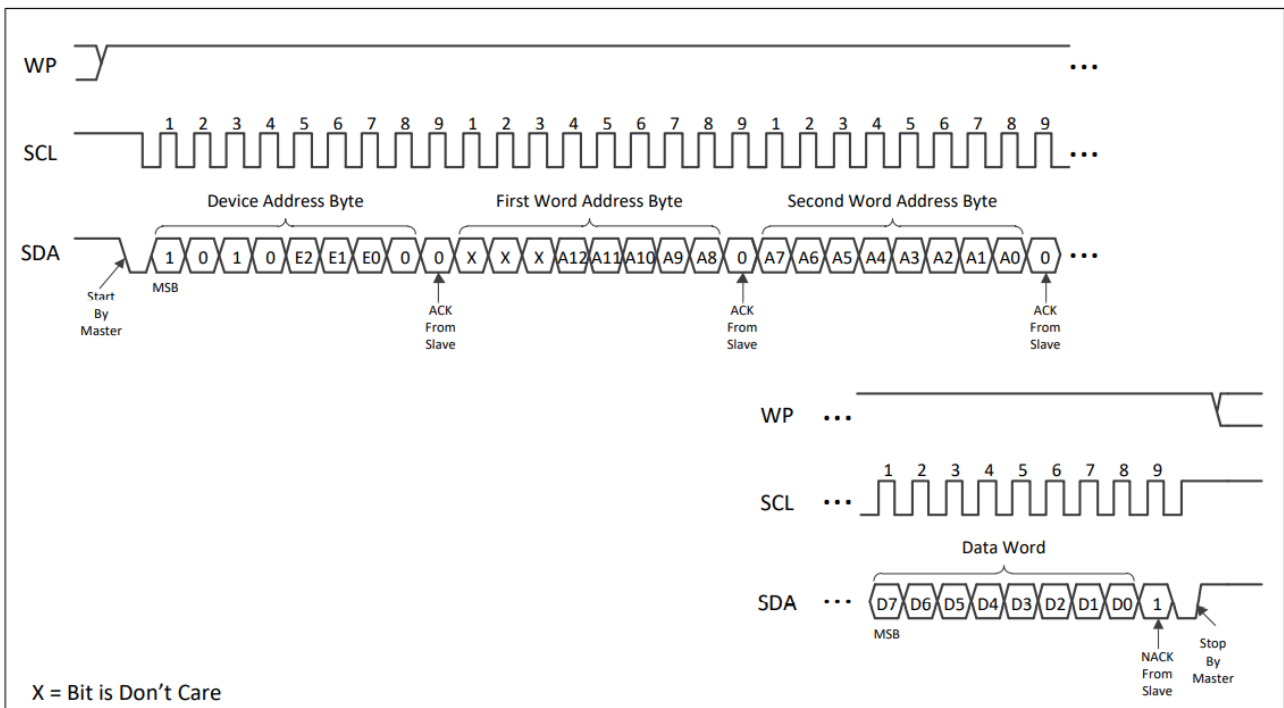 WP
...
1 2 3 4 5 6 7 8 9 1 2 3 4 5 6 7 8 9 1 2 3 4 5 6 7 8 9
SCL
...
Device Address Byte First Word Address Byte Second Word Address Byte
SDA
1 0 1 0 E2 E1 E0 0 0 X X X A12 A11 A10 A9 A8 0 A7 A6 A5 A4 A3 A2 A1 A0 0
...
MSB
Start
By
Master
ACK
From
Slave
ACK
From
Slave
ACK
From
Slave
WP ...
1 2 3 4 5 6 7 8 9
SCL ...
Data Word
SDA ... D7 D6 D5 D4 D3 D2 D1 D0 1
MSB
NACK
From
Slave
Stop
By
Master
X = Bit is Don’t Care